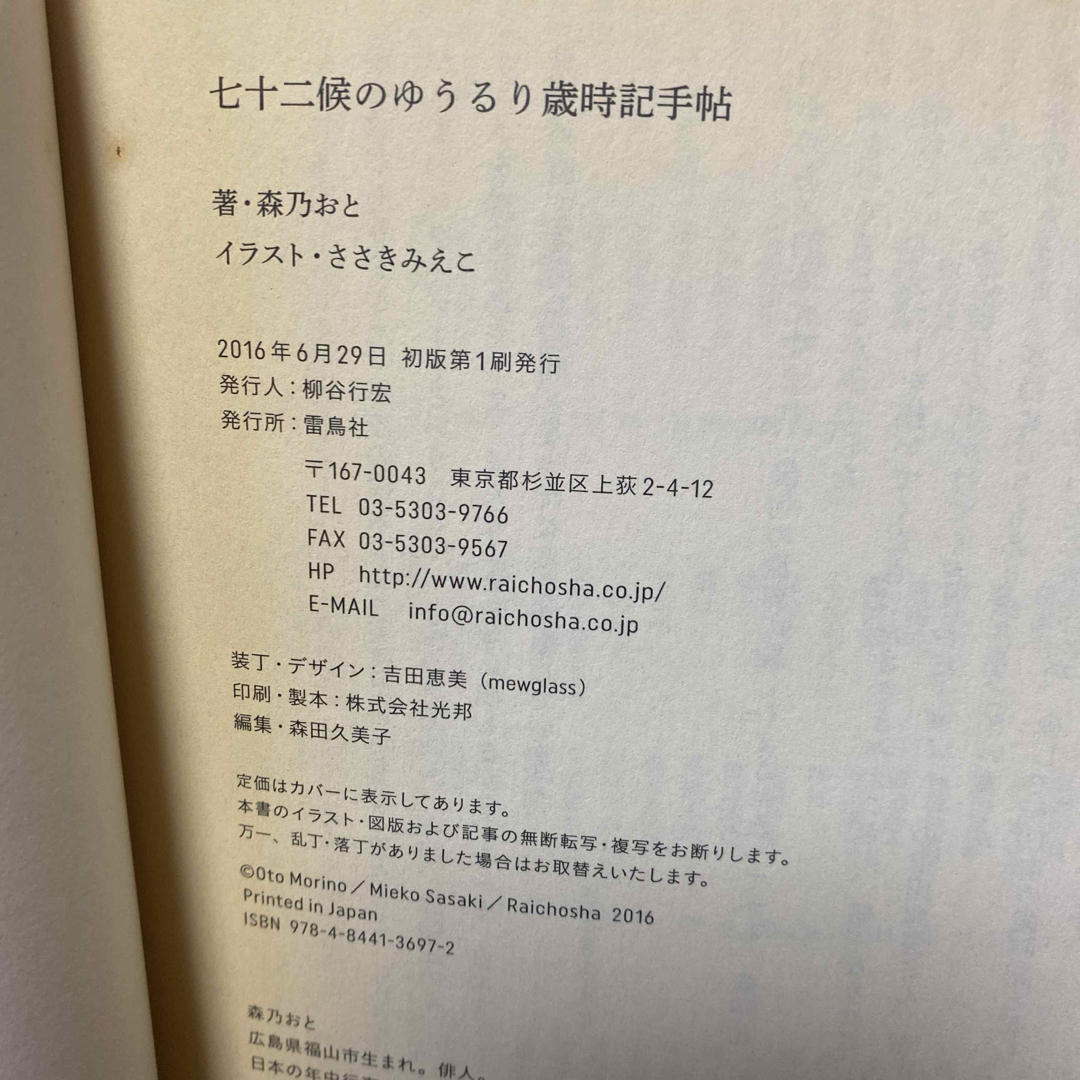 七十二候のゆうるり歳時記手帖
著・森乃おと
イラスト・ささきみえこ
2016年6月29日 初版第1刷発行
発行人：柳谷行宏
発行所：雷鳥社
〒167-0043 東京都杉並区上荻2-4-12
TEL 03-5303-9766
FAX 03-5303-9567
HP http://www.raichosha.co.jp/
E-MAIL info@raichosha.co.jp
装丁・デザイン：吉田恵美（mewglass）
印刷・製本：株式会社光邦
編集・森田久美子
定価はカバーに表示してあります。
本書のイラスト・図版および記事の無断転写・複写をお断りします。
万一、乱丁・落丁がありました場合はお取替えいたします。
©Oto Morino／Mieko Sasaki／Raichosha 2016
Printed in Japan
ISBN 978-4-8441-3697-2
森乃おと
広島県福山市生まれ。俳人。
日本の年中行